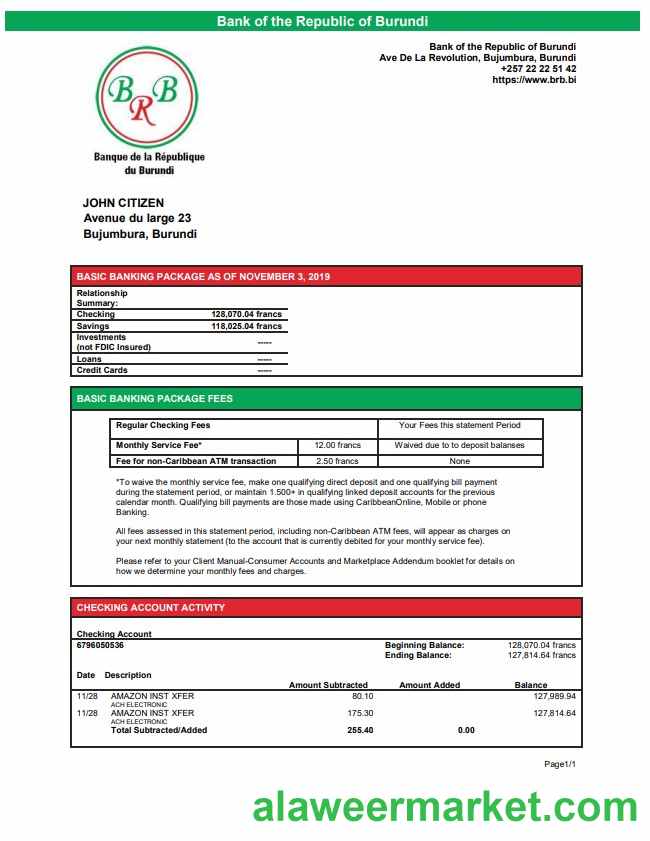 Bank of the Republic of Burundi
Bank of the Republic of Burundi
Ave De La Revolution, Bujumbura, Burundi
+257 22 22 51 42
https://www.brb.bi
BRB
Banque de la République
du Burundi
JOHN CITIZEN
Avenue du large 23
Bujumbura, Burundi
BASIC BANKING PACKAGE AS OF NOVEMBER 3, 2019
Relationship
Summary:
Checking 128,070.04 francs
Savings 118,025.04 francs
Investments
(not FDIC Insured) -----
Loans -----
Credit Cards -----
BASIC BANKING PACKAGE FEES
Regular Checking Fees Your Fees this statement Period
Monthly Service Fee* 12.00 francs Waived due to to deposit balanses
Fee for non-Caribbean ATM transaction 2.50 francs None
*To waive the monthly service fee, make one qualifying direct deposit and one qualifying bill payment
during the statement period, or maintain 1.500+ in qualifying linked deposit accounts for the previous
calendar month. Qualifying bill payments are those made using CaribbeanOnline, Mobile or phone
Banking.
All fees assessed in this statement period, including non-Caribbean ATM fees, will appear as charges on
your next monthly statement (to the account that is currently debited for your monthly service fee).
Please refer to your Client Manual-Consumer Accounts and Marketplace Addendum booklet for details on
how we determine your monthly fees and charges.
CHECKING ACCOUNT ACTIVITY
Checking Account
6796050536 Beginning Balance: 128,070.04 francs
Ending Balance: 127,814.64 francs
Date Description
Amount Subtracted Amount Added Balance
11/28 AMAZON INST XFER 80.10 127,989.94
ACH ELECTRONIC
11/28 AMAZON INST XFER 175.30 127,814.64
ACH ELECTRONIC
Total Subtracted/Added 255.40 0.00
Page1/1
alaweermarket.com